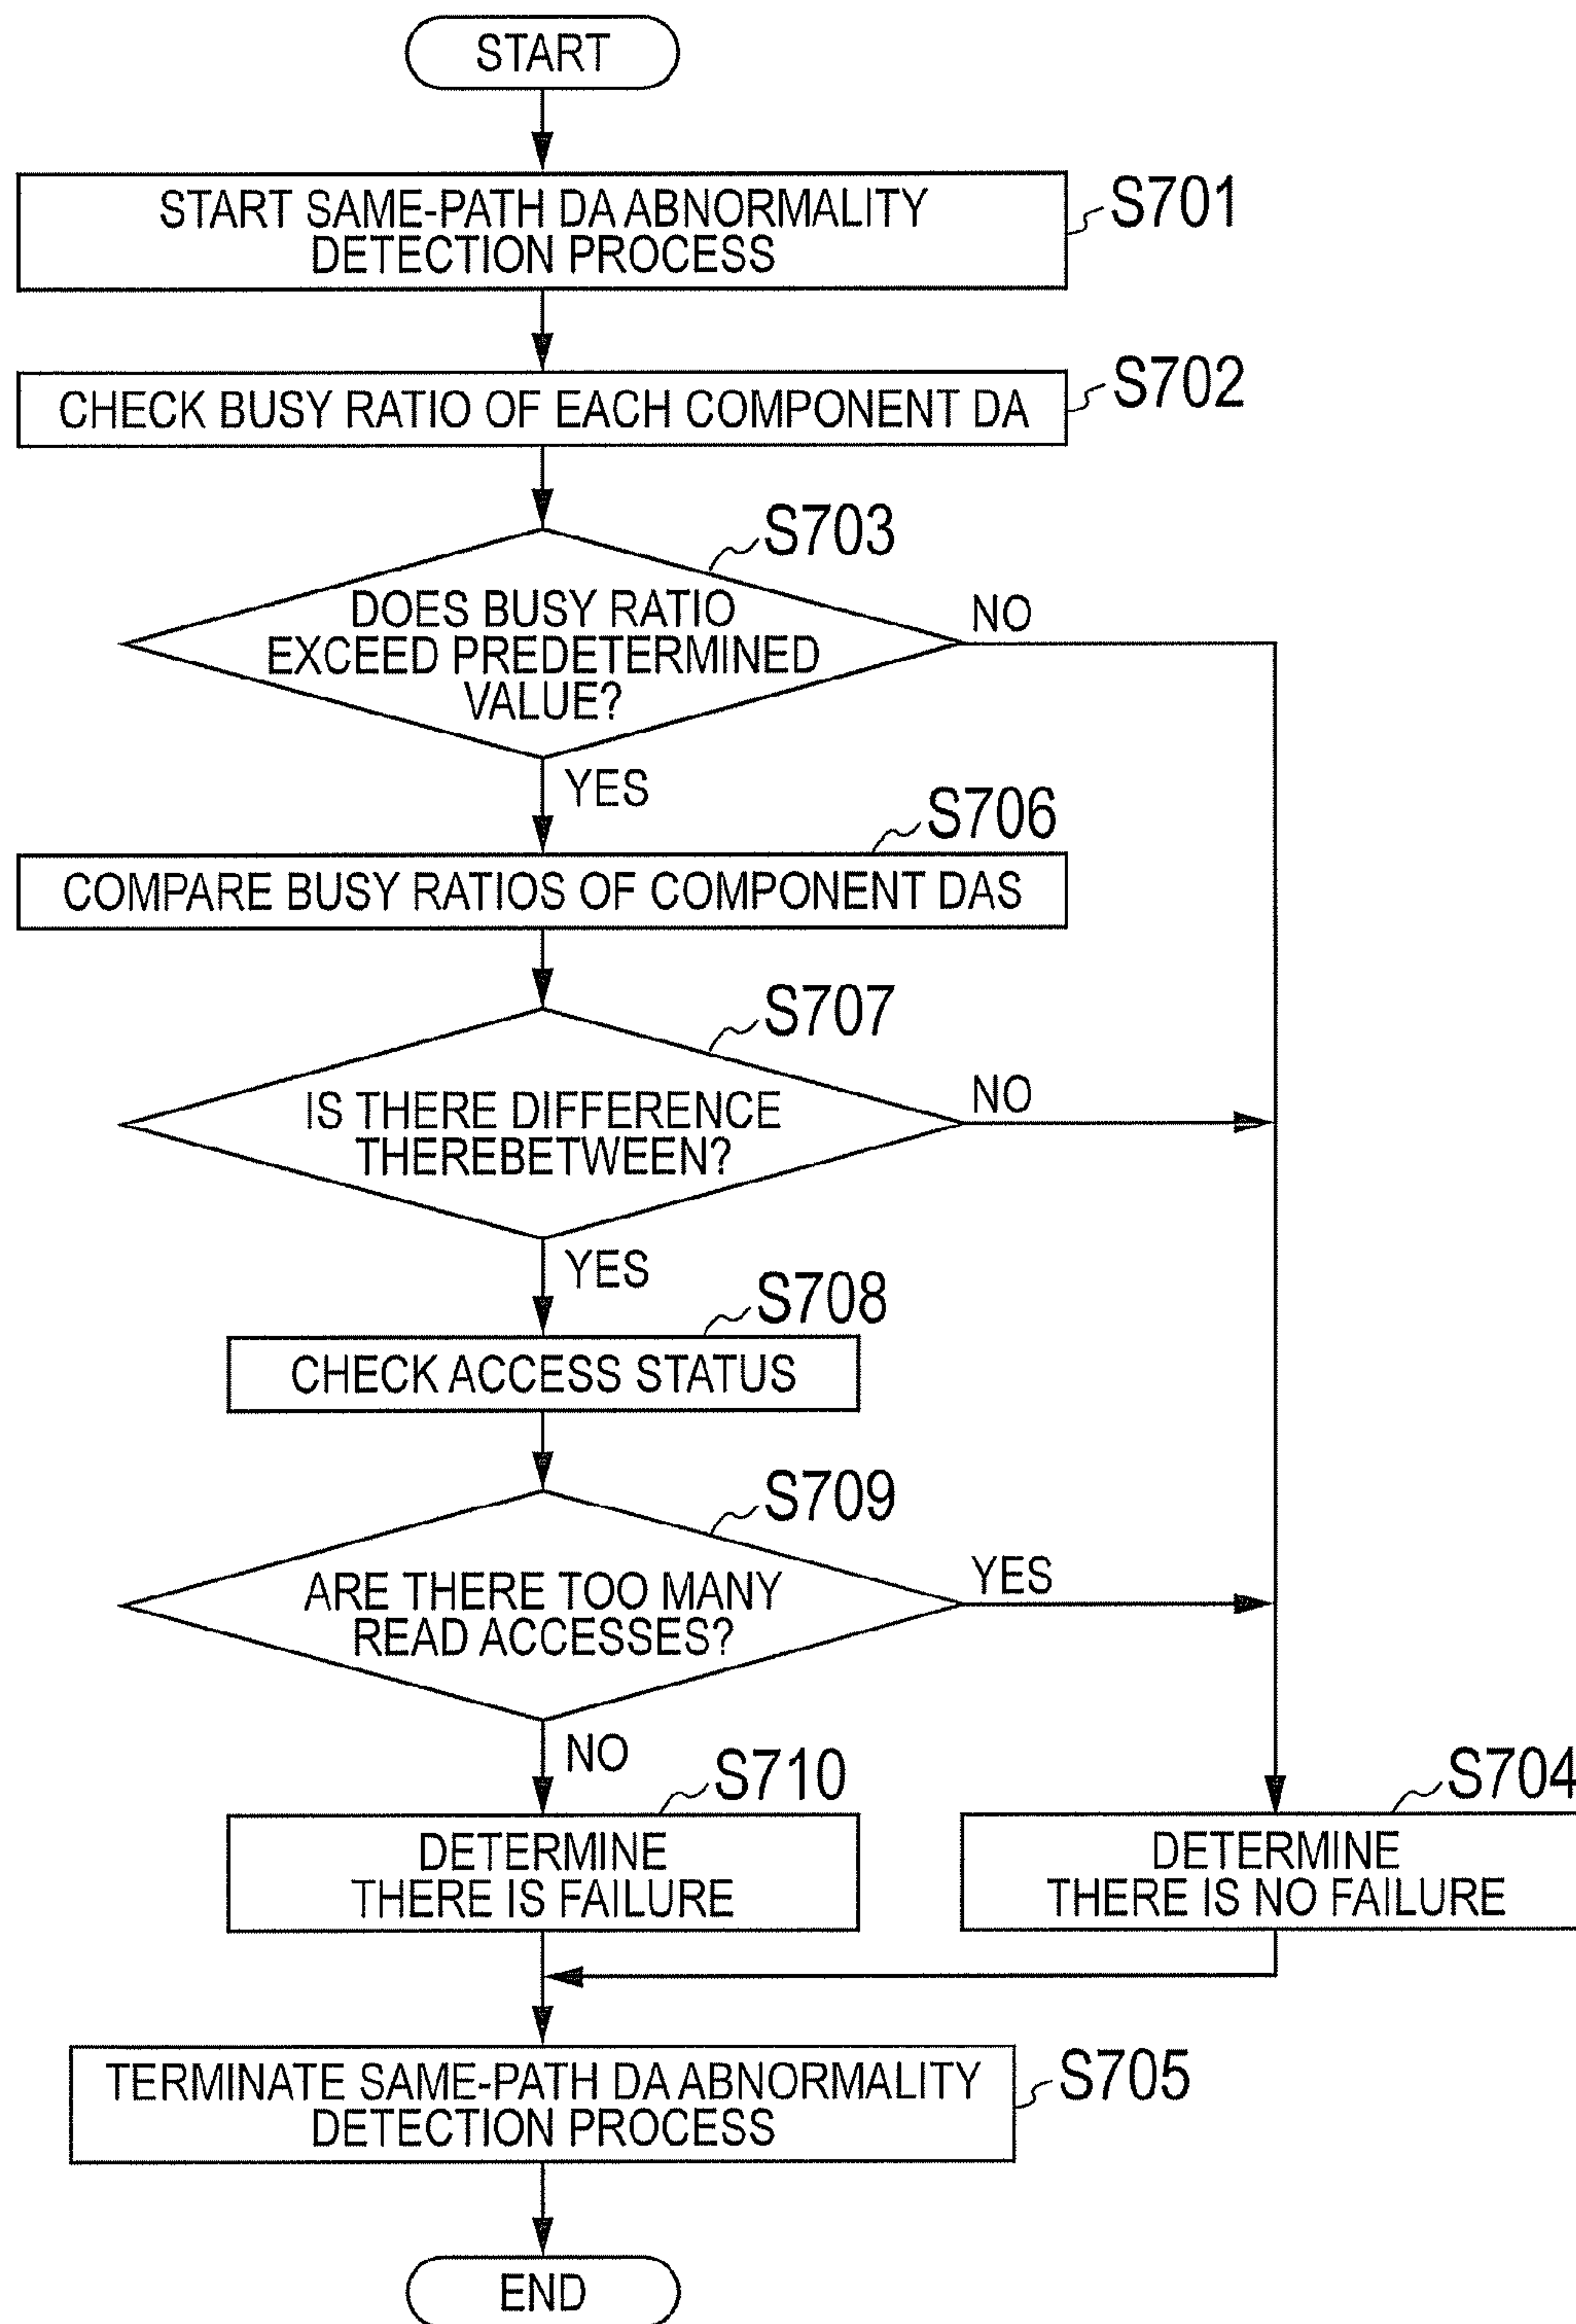 START
START SAME-PATH DA ABNORMALITY
DETECTION PROCESS
S701
CHECK BUSY RATIO OF EACH COMPONENT DA
S702
S703
DOES BUSY RATIO
EXCEED PREDETERMINED
VALUE?
NO
YES
S706
COMPARE BUSY RATIOS OF COMPONENT DAS
S707
IS THERE DIFFERENCE
THEREBETWEEN?
NO
YES
S708
CHECK ACCESS STATUS
S709
ARE THERE TOO MANY
READ ACCESSES?
YES
NO
S710
DETERMINE
THERE IS FAILURE
S704
DETERMINE
THERE IS NO FAILURE
TERMINATE SAME-PATH DA ABNORMALITY
DETECTION PROCESS
S705
END